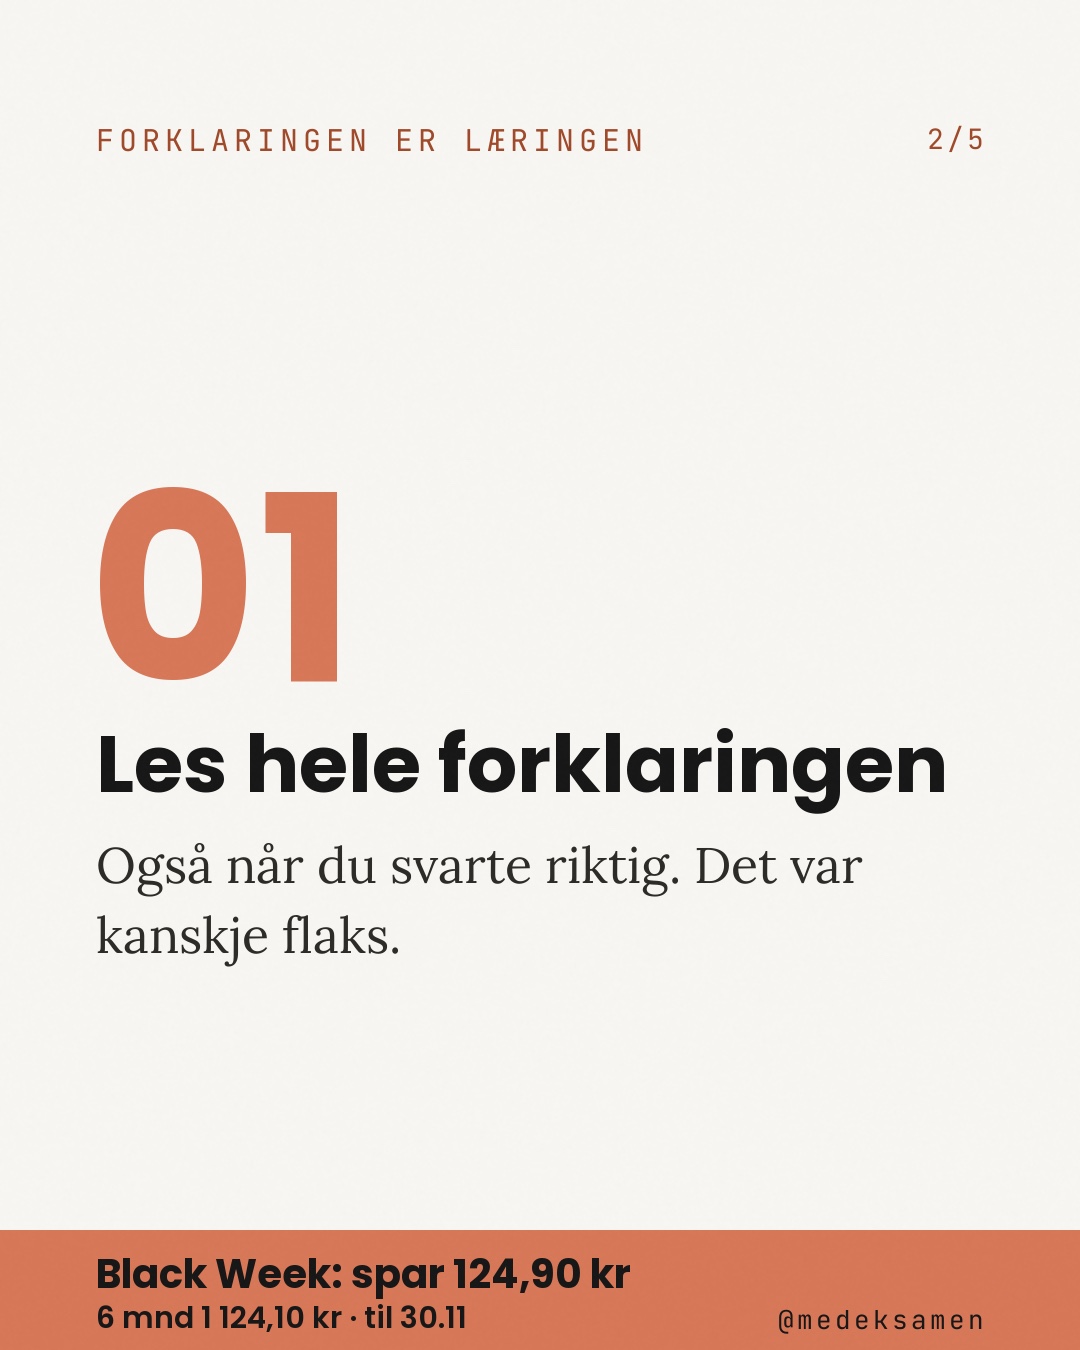 FORKLARINGEN ER LÆRINGEN
2/5
01
Les hele forklaringen
Også når du svarte riktig. Det var
kanskje flaks.
Black Week: spar 124,90 kr
6 mnd 1 124,10 kr · til 30.11
@medeksamen